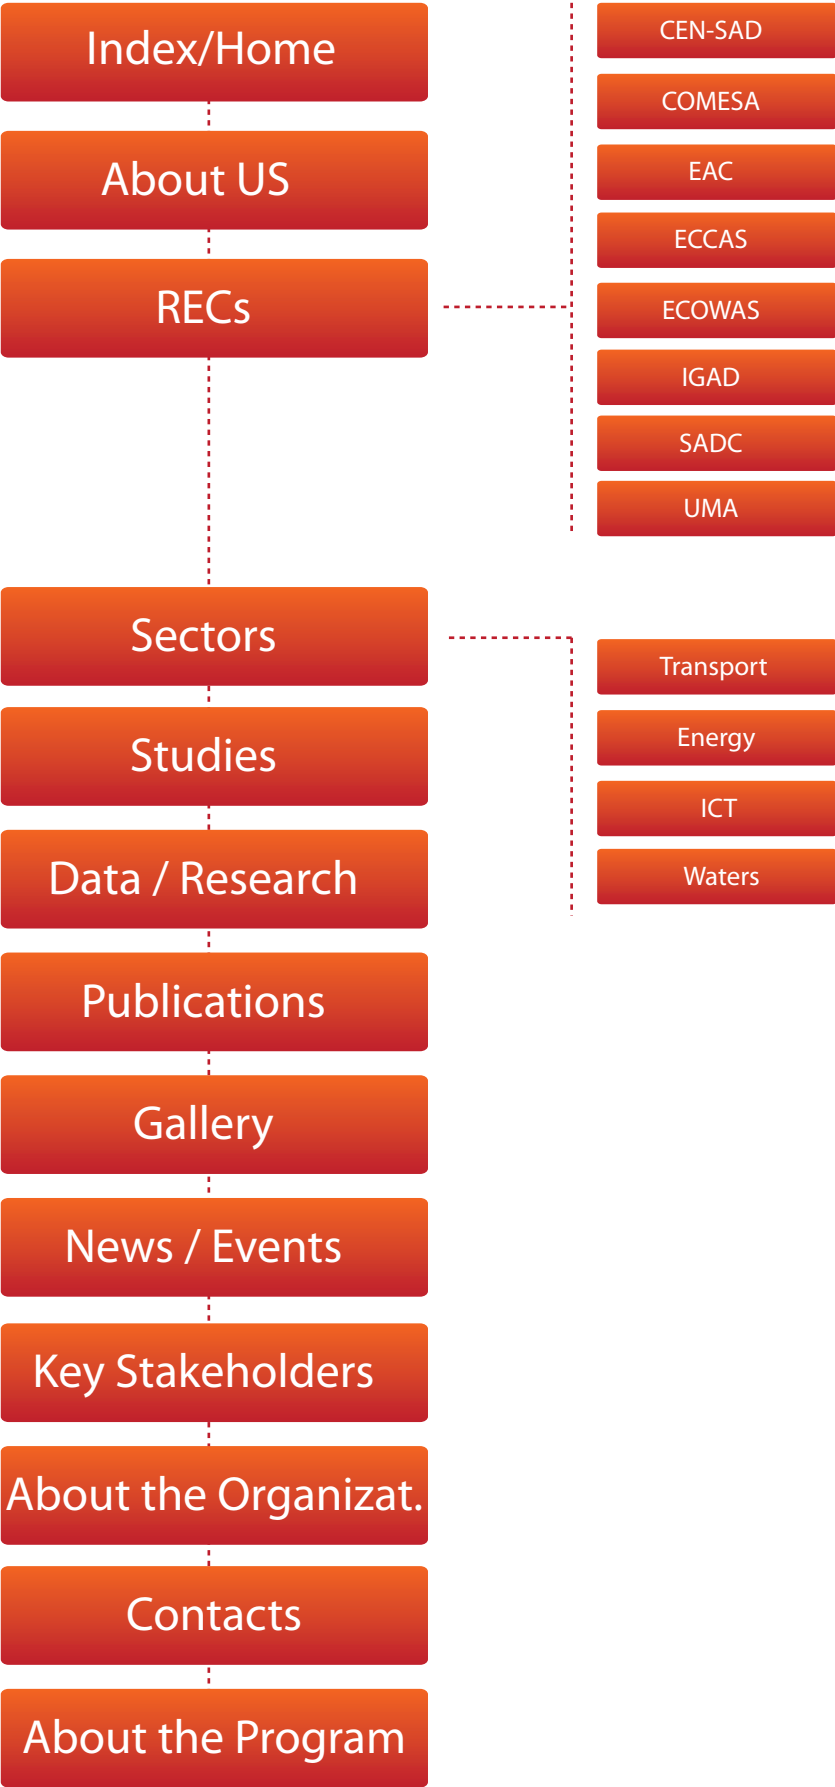 Index/Home
About US
RECs
CEN-SAD
COMESA
EAC
ECCAS
ECOWAS
IGAD
SADC
UMA
Sectors
Transport
Energy
ICT
Waters
Studies
Data / Research
Publications
Gallery
News / Events
Key Stakeholders
About the Organizat.
Contacts
About the Program